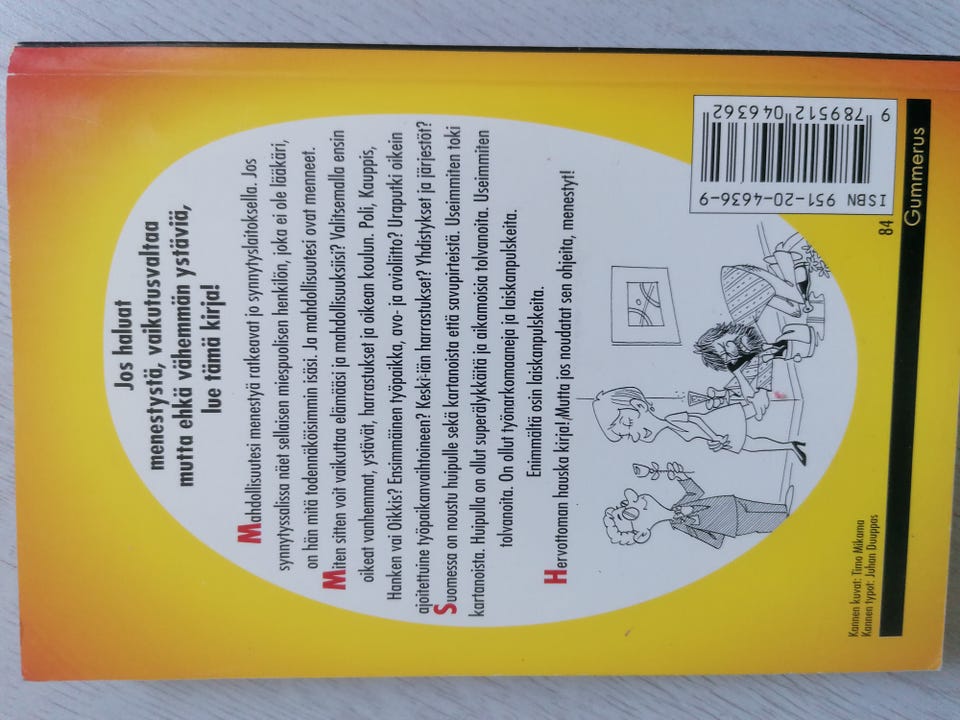 Jos haluat
menestystä, vaikutusvaltaa
mutta ehkä vähemmän ystäviä,
lue tämä kirja!
Mahdollisuutesi menestyä ratkeavat jo synnytyslaitoksella. Jos
synnytyssalissa näet sellaisen miespuolisen henkilön, joka ei ole lääkäri,
on hän mitä todennäköisimmin isäsi. Ja mahdollisuutesi ovat menneet.
Miten sitten voit vaikuttaa elämääsi ja mahdollisuuksiisi? Valitsemalla ensin
oikeat vanhemmat, ystävät, harrastukset ja oikean koulun. Poli, Kauppis,
Hanken vai Oikkis? Ensimmäinen työpaikka, avo- ja avioliitto? Uraputki oikein
ajoitettuine työpaikanvaihtoineen? Keski-iän harrastukset? Yhdistykset ja järjestöt?
Suomessa on noustu huipulle sekä kartanoista että savupirteistä. Useimmiten toki
kartanoista. Huipulla on ollut superälykkäitä ja aikamoisia tolvanoita. Useimmiten
tolvanoita. On ollut työnarkomaaneja ja laiskanpulskeita.
Enimmältä osin laiskanpulskeita.
Hervottoman hauska kirja! Mutta jos noudatat sen ohjeita, menestyt!
Kannen kuvat: Timo Mikama
Kannen typot: Juhan Duuppas
84
Gummerus
ISBN 951-20-4636-9
9 789512 046362